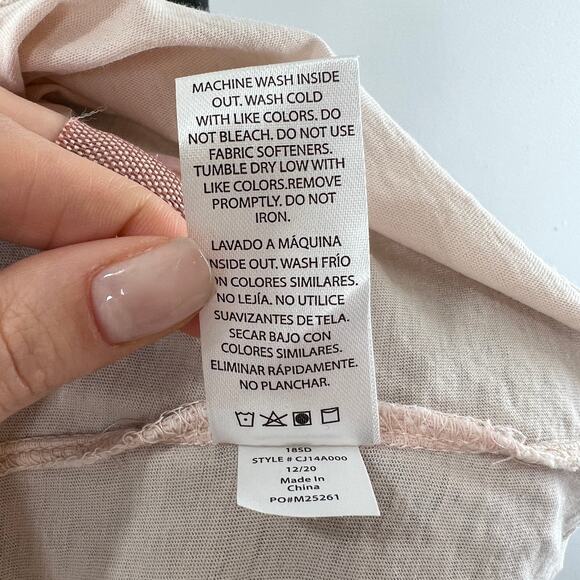 MACHINE WASH INSIDE
OUT. WASH COLD
WITH LIKE COLORS. DO
NOT BLEACH. DO NOT USE
FABRIC SOFTENERS.
TUMBLE DRY LOW WITH
LIKE COLORS.REMOVE
PROMPTLY. DO NOT
IRON.
LAVADO A MÁQUINA
INSIDE OUT. WASH FRÍO
ON COLORES SIMILARES.
NO LEJÍA. NO UTILICE
SUAVIZANTES DE TELA.
SECAR BAJO CON
COLORES SIMILARES.
ELIMINAR RÁPIDAMENTE.
NO PLANCHAR.
18SD
STYLE # CJ14A000
12/20
Made In
China
PO#M25261